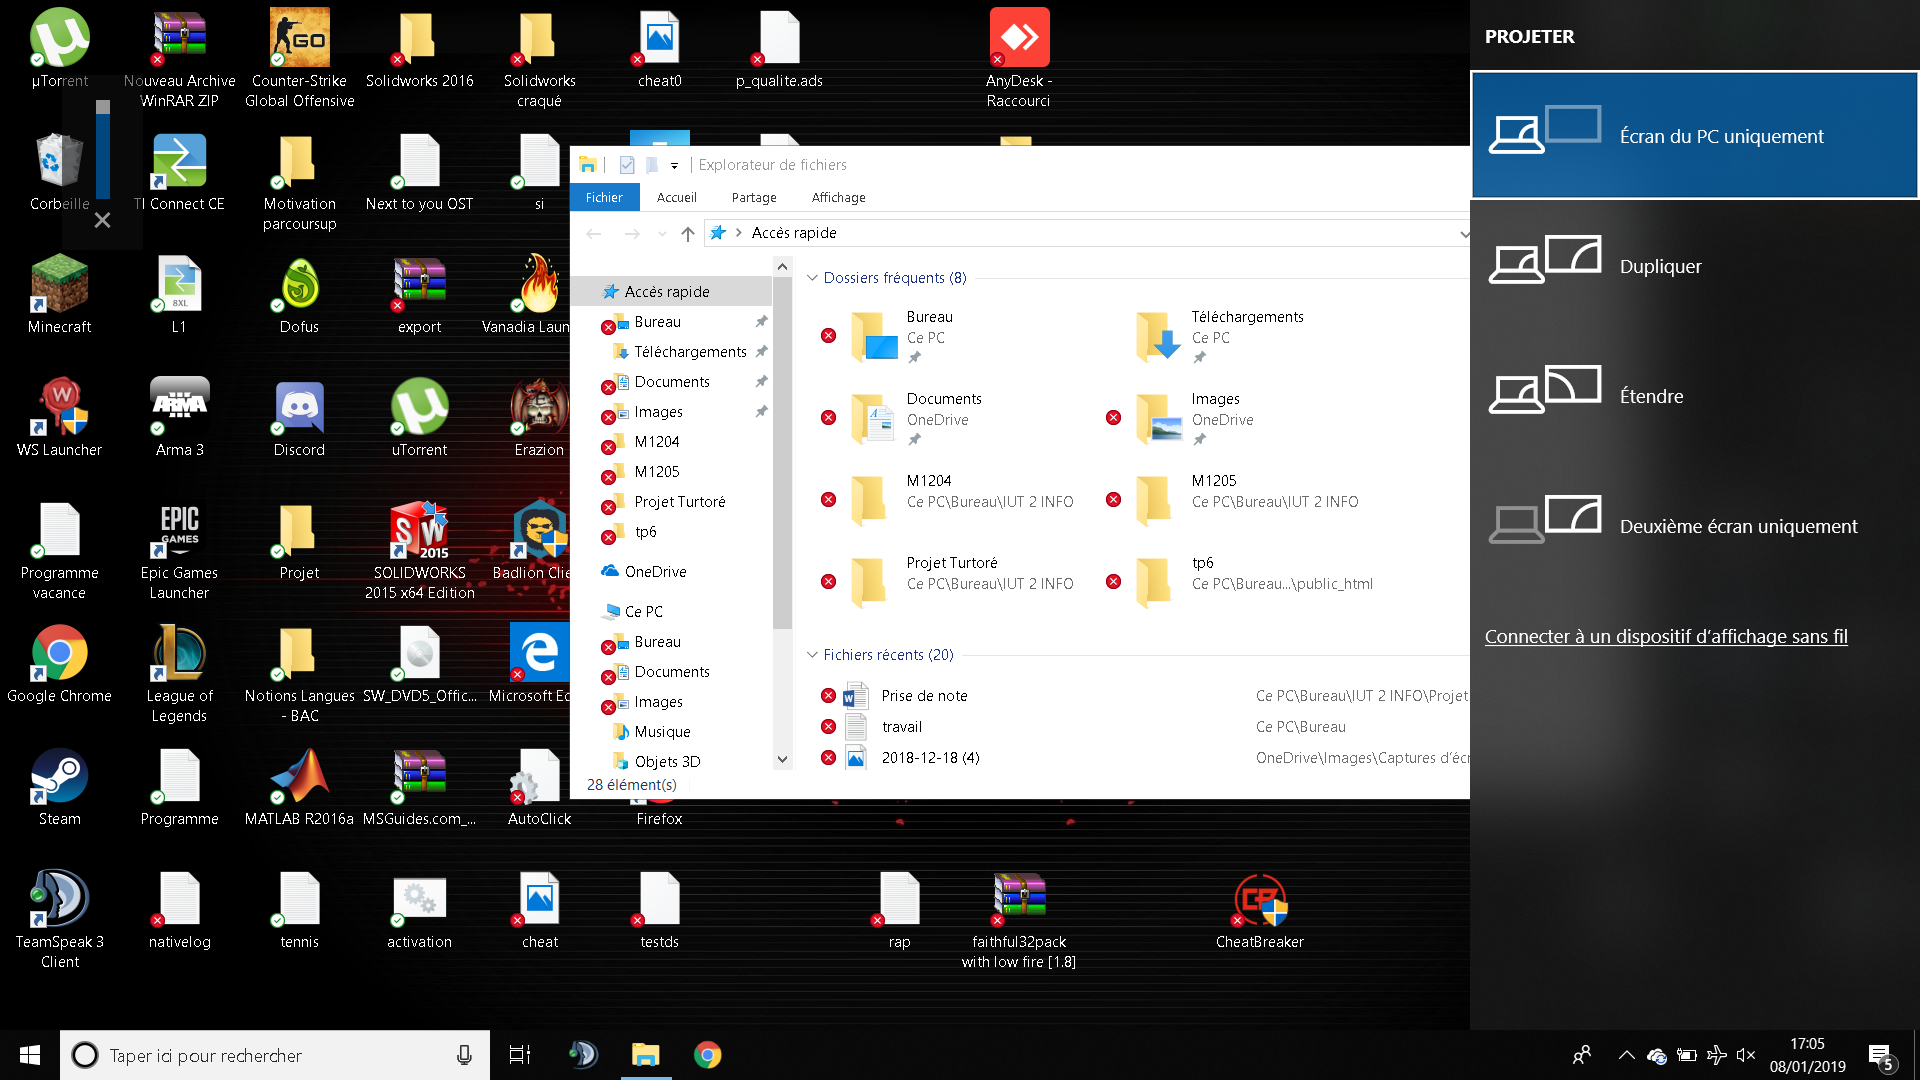 µTorrent
Nouveau Archive
WinRAR ZIP
GO
Counter-Strike
Global Offensive
Solidworks 2016
Solidworks
craqué
cheat0
p_qualite.ads
AnyDesk -
Raccourci
Corbeille
TI Connect CE
Motivation
parcoursup
Next to you OST
si
Minecraft
8XL
L1
Dofus
export
Vanadia Laun
WS Launcher
ARMA
Arma 3
Discord
uTorrent
Erazion
Programme
vacance
EPIC
GAMES
Epic Games
Launcher
Projet
SW
2015
SOLIDWORKS
2015 x64 Edition
Badlion Clie
Google Chrome
League of
Legends
Notions Langues
- BAC
SW_DVD5_Offic...
Microsoft Ed
Steam
Programme
MATLAB R2016a
MSGuides.com_...
AutoClick
Firefox
TeamSpeak 3
Client
nativelog
tennis
activation
cheat
testds
rap
faithful32pack
with low fire [1.8]
CheatBreaker
Explorateur de fichiers
Fichier
Accueil
Partage
Affichage
Accès rapide
Accès rapide
Bureau
Téléchargements
Documents
Images
M1204
M1205
Projet Turtoré
tp6
OneDrive
Ce PC
Bureau
Documents
Images
Musique
Objets 3D
Dossiers fréquents (8)
Bureau
Ce PC
Téléchargements
Ce PC
Documents
OneDrive
Images
OneDrive
M1204
Ce PC\Bureau\IUT 2 INFO
M1205
Ce PC\Bureau\IUT 2 INFO
Projet Turtoré
Ce PC\Bureau\IUT 2 INFO
tp6
Ce PC\Bureau...\public_html
Fichiers récents (20)
Prise de note
Ce PC\Bureau\IUT 2 INFO\Projet
travail
Ce PC\Bureau
2018-12-18 (4)
OneDrive\Images\Captures d'écr
28 élément(s)
PROJETER
Écran du PC uniquement
Dupliquer
Étendre
Deuxième écran uniquement
Connecter à un dispositif d'affichage sans fil
Taper ici pour rechercher
17:05
08/01/2019
5